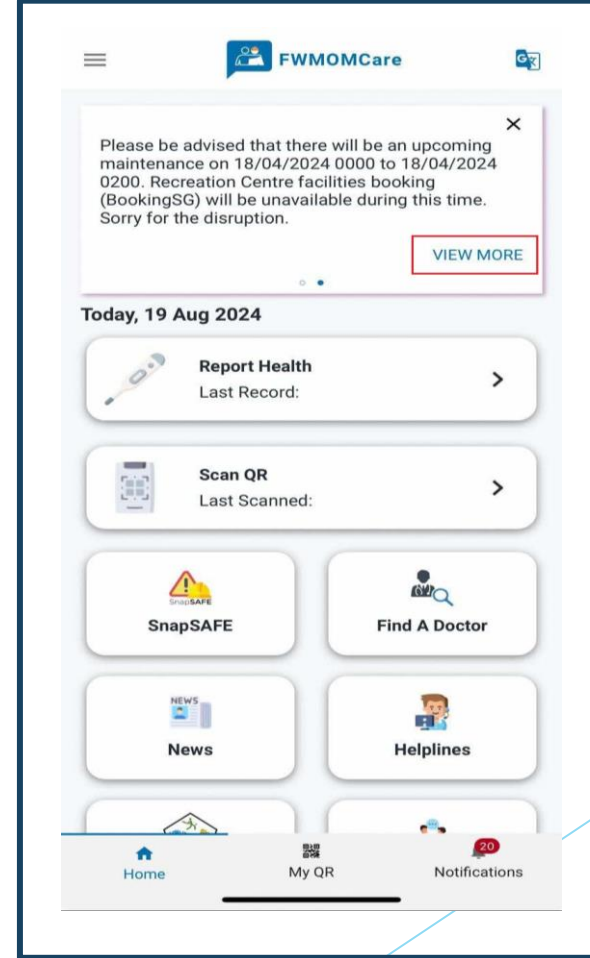 FWMOMCare
Please be advised that there will be an upcoming
maintenance on 18/04/2024 0000 to 18/04/2024
0200. Recreation Centre facilities booking
(BookingSG) will be unavailable during this time.
Sorry for the disruption.
VIEW MORE
Today, 19 Aug 2024
Report Health
Last Record:
Scan QR
Last Scanned:
SnapSAFE
SnapSAFE
Find A Doctor
NEWS
News
Helplines
20
Home
My QR
Notifications